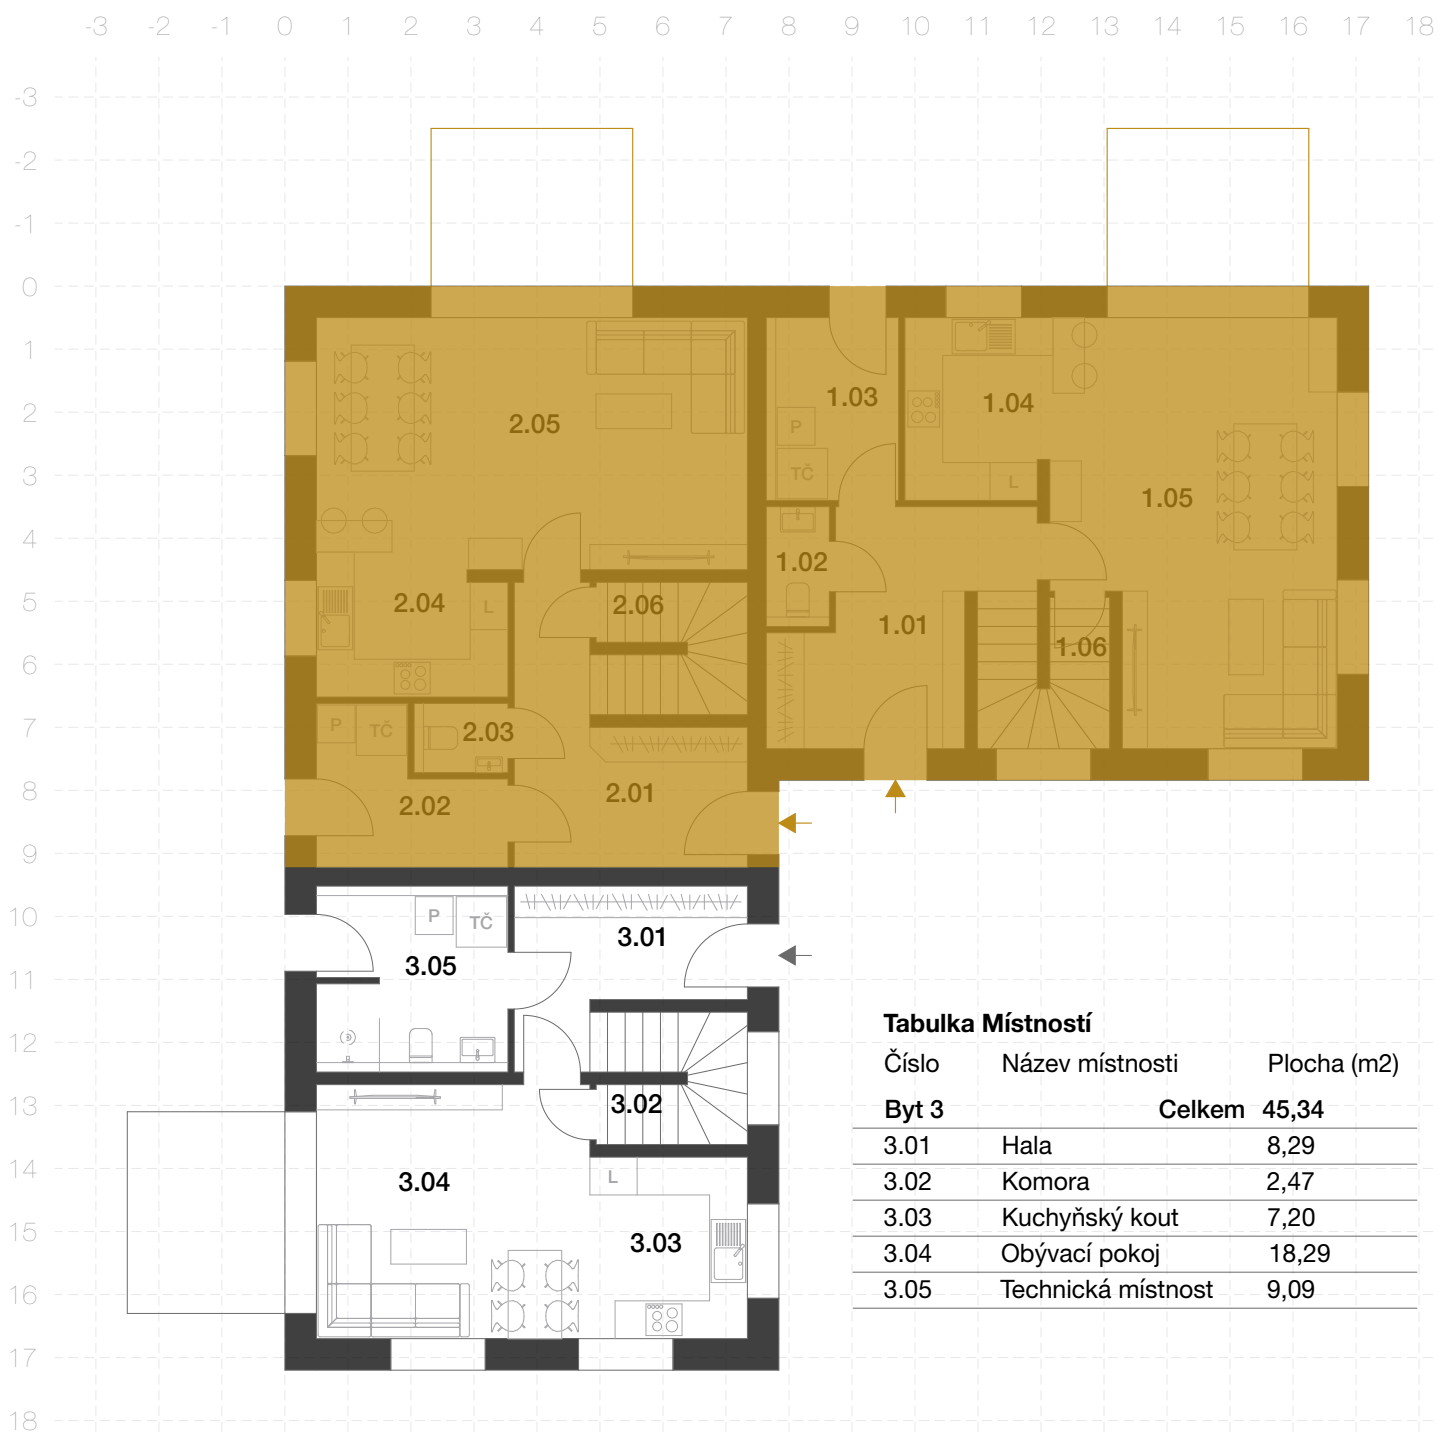 -3 -2 -1 0 1 2 3 4 5 6 7 8 9 10 11 12 13 14 15 16 17 18
-3
-2
-1
0
1
2
3
4
5
6
7
8
9
10
11
12
13
14
15
16
17
18
2.05
1.03
1.04
P
TČ
L
1.05
1.02
2.04
L
2.06
1.01
1.06
P
TČ
2.03
2.02
2.01
P
TČ
3.01
3.05
3.02
3.04
L
3.03
Tabulka Místností
Číslo Název místnosti Plocha (m2)
Byt 3 Celkem 45,34
3.01 Hala 8,29
3.02 Komora 2,47
3.03 Kuchyňský kout 7,20
3.04 Obývací pokoj 18,29
3.05 Technická místnost 9,09